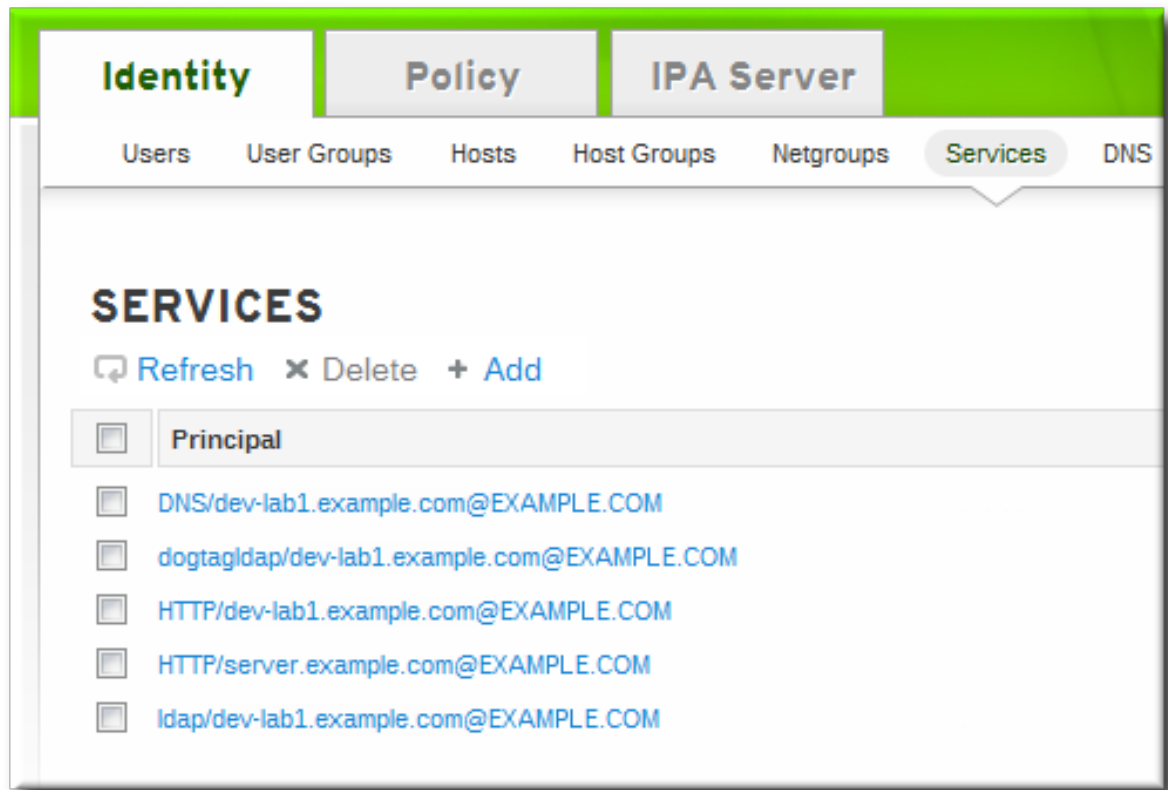 Identity Policy IPA Server
Users User Groups Hosts Host Groups Netgroups Services DNS
SERVICES
Refresh Delete + Add
Principal
DNS/dev-lab1.example.com@EXAMPLE.COM
dogtagldap/dev-lab1.example.com@EXAMPLE.COM
HTTP/dev-lab1.example.com@EXAMPLE.COM
HTTP/server.example.com@EXAMPLE.COM
ldap/dev-lab1.example.com@EXAMPLE.COM